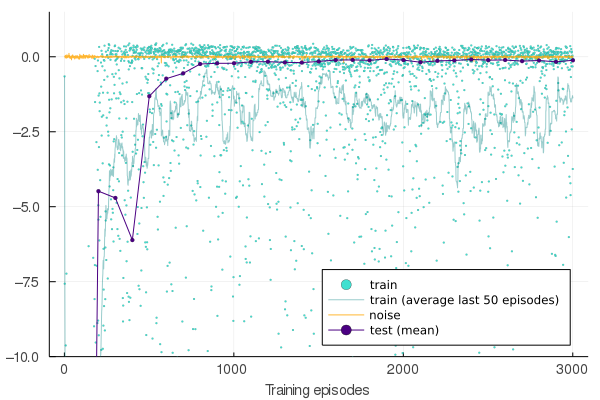 0.0
−2.5
−5.0
−7.5
−10.0
train
train (average last 50 episodes)
noise
test (mean)
0 1000 2000 3000
Training episodes